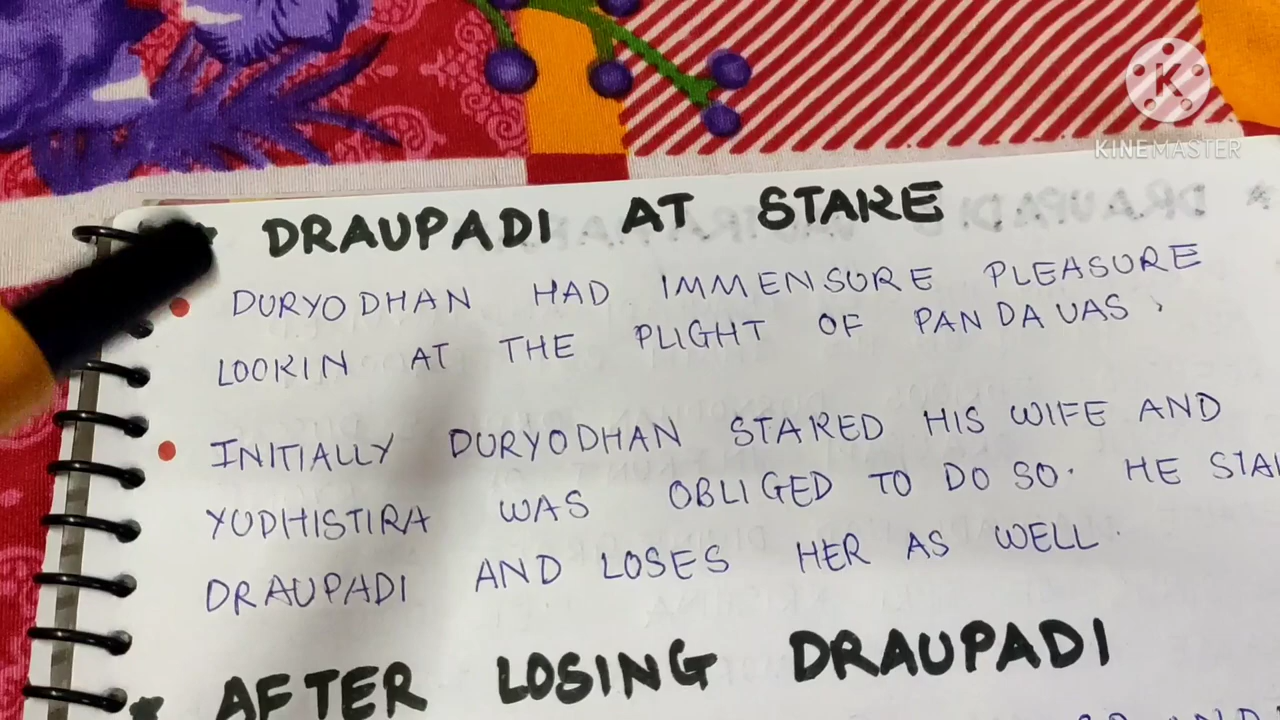 KINEMASTER
DRAUPADI AT STAKE
DURYODHAN HAD IMMENSURE PLEASURE
LOOKIN AT THE PLIGHT OF PANDAVAS,
INITIALLY DURYODHAN STAKED HIS WIFE AND
YUDHISTIRA WAS OBLIGED TO DO SO. HE
DRAUPADI AND LOSES HER AS WELL.
AFTER LOSING DRAUPADI